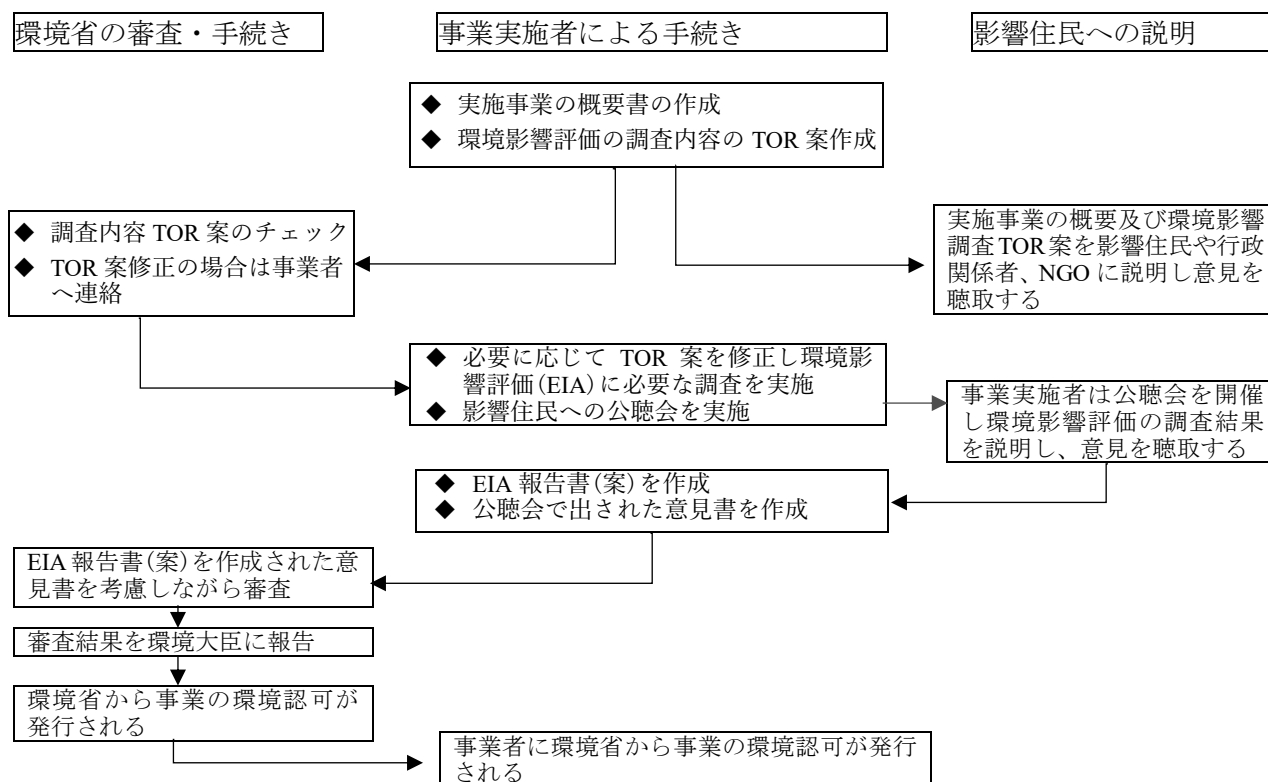 環境省の審査・手続き
事業実施者による手続き
影響住民への説明
◆ 実施事業の概要書の作成
◆ 環境影響評価の調査内容の TOR 案作成
◆ 調査内容 TOR 案のチェック
◆ TOR 案修正の場合は事業者
へ連絡
実施事業の概要及び環境影響
調査 TOR 案を影響住民や行政
関係者、NGO に説明し意見を
聴取する
◆ 必要に応じて TOR 案を修正し環境影
響評価(EIA)に必要な調査を実施
◆ 影響住民への公聴会を実施
事業実施者は公聴会を開催
し環境影響評価の調査結果
を説明し、意見を聴取する
◆ EIA 報告書(案)を作成
◆ 公聴会で出された意見書を作成
EIA 報告書(案)を作成された意
見書を考慮しながら審査
審査結果を環境大臣に報告
環境省から事業の環境認可が
発行される
事業者に環境省から事業の環境認可が発行
される